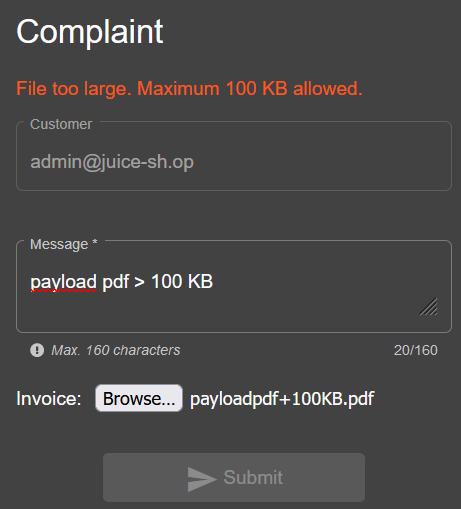 Complaint
File too large. Maximum 100 KB allowed.
Customer
admin@juice-sh.op
Message *
payload pdf > 100 KB
Max. 160 characters 20/160
Invoice: Browse... payloadpdf+100KB.pdf
Submit